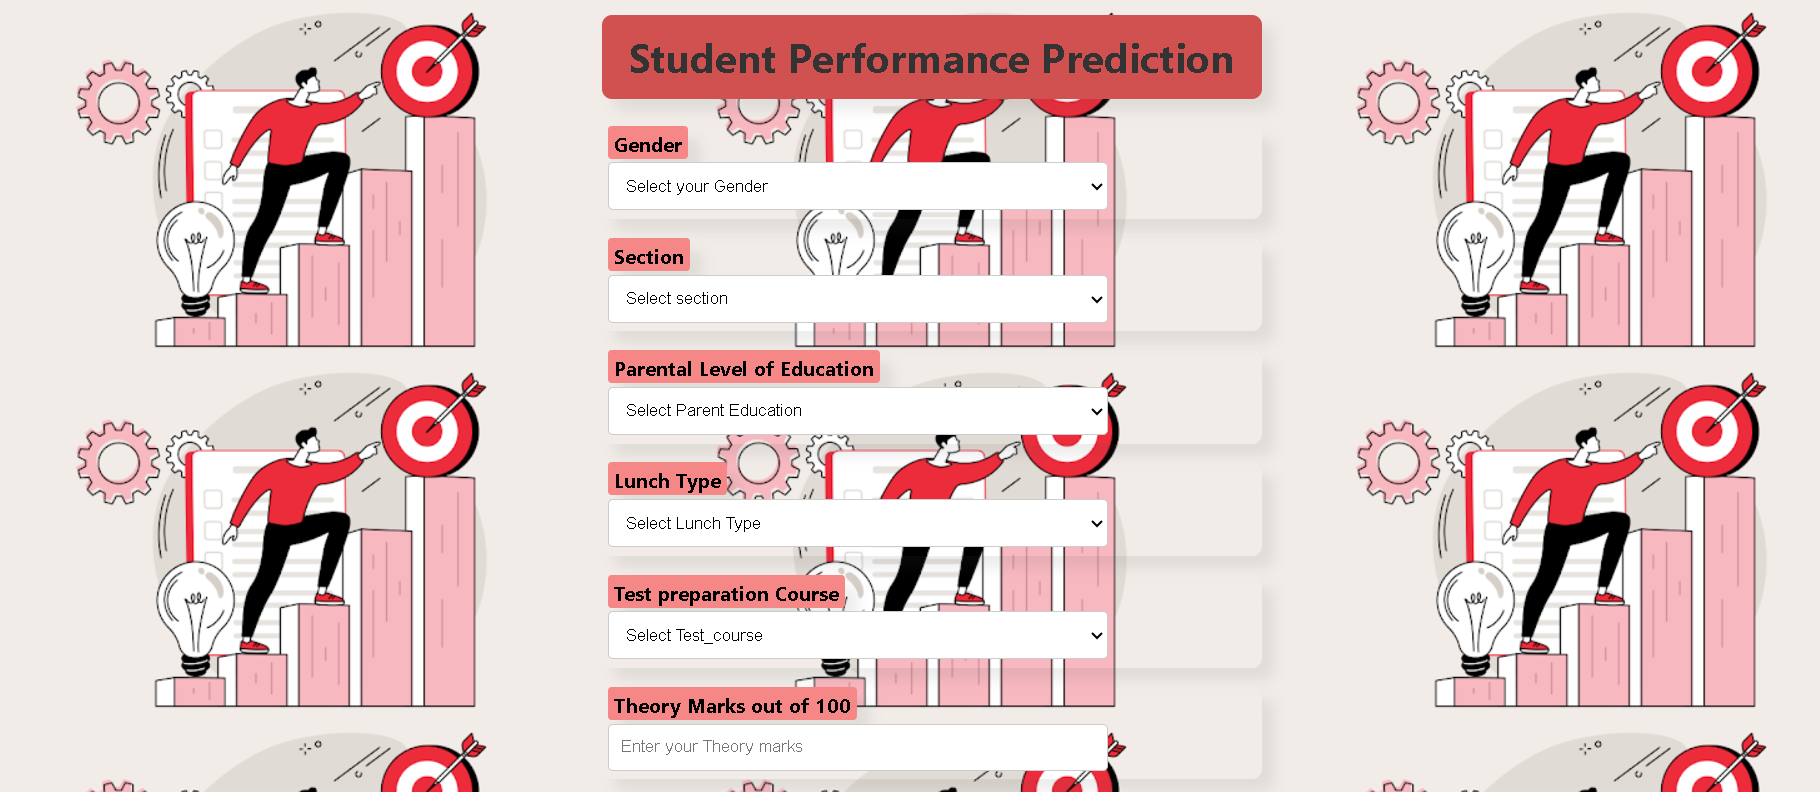 Student Performance Prediction
Gender
Select your Gender
Section
Select section
Parental Level of Education
Select Parent Education
Lunch Type
Select Lunch Type
Test preparation Course
Select Test_course
Theory Marks out of 100
Enter your Theory marks